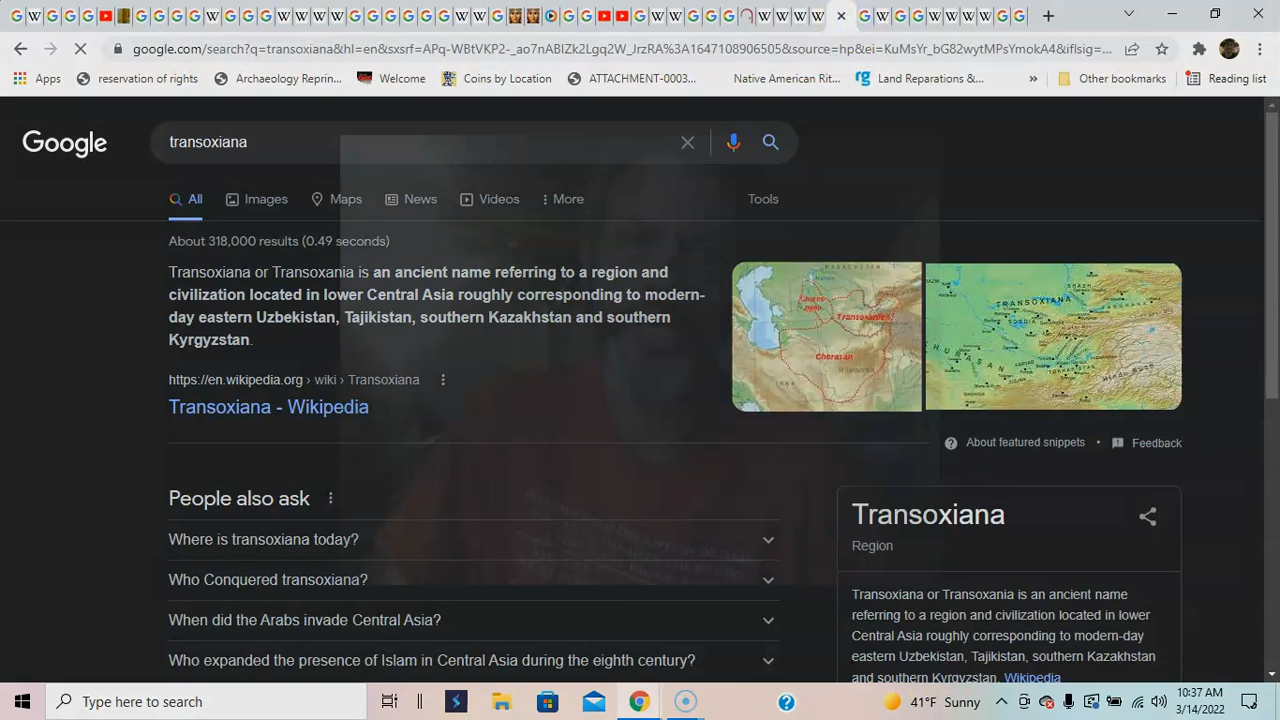 google.com/search?q=transoxiana&hl=en&sxsrf=APq-WBtVKP2-_ao7nABIZk2Lgq2W_JrzRA%3A1647108596505&source=hp&ei=KuMsYr_bG82wytMPsYmokA4&iflsig=...
Apps reservation of rights Archaeology Reprin... Welcome Coins by Location ATTACHMENT-0003... Native American Rit... Land Reparations &... » Other bookmarks Reading list
Google transoxiana
All Images Maps News Videos More Tools
About 318,000 results (0.49 seconds)
Transoxiana or Transoxania is an ancient name referring to a region and
civilization located in lower Central Asia roughly corresponding to modern-
day eastern Uzbekistan, Tajikistan, southern Kazakhstan and southern
Kyrgyzstan.
https://en.wikipedia.org › wiki › Transoxiana
Transoxiana - Wikipedia
Transoxanien
Chorasan
TRANSOXIANA
SHASH
About featured snippets • Feedback
People also ask
Where is transoxiana today?
Who Conquered transoxiana?
When did the Arabs invade Central Asia?
Who expanded the presence of Islam in Central Asia during the eighth century?
Transoxiana
Region
Transoxiana or Transoxania is an ancient name
referring to a region and civilization located in lower
Central Asia roughly corresponding to modern-day
eastern Uzbekistan, Tajikistan, southern Kazakhstan
and southern Kyrgyzstan. Wikipedia
Type here to search
41°F Sunny
10:37 AM
3/14/2022